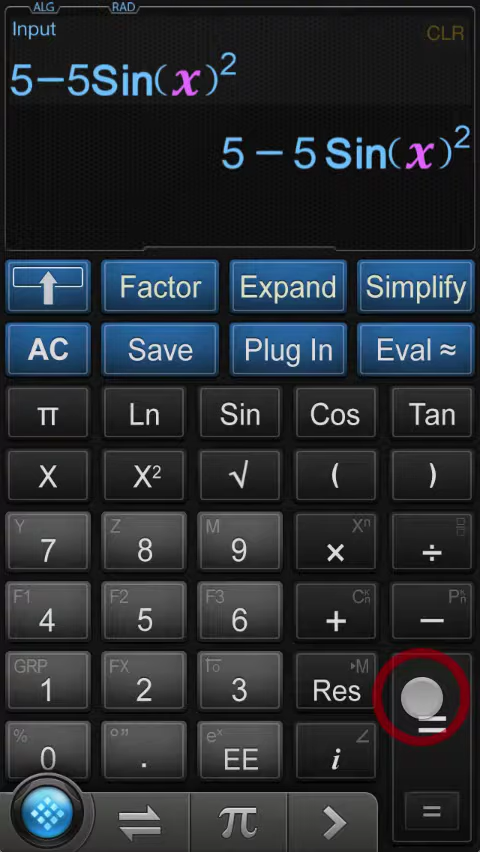 ALG RAD
Input CLR
5−5Sin(x)²
5 − 5 Sin(x)²
Factor Expand Simplify
AC Save Plug In Eval ≈
π Ln Sin Cos Tan
X X² √ ( )
Y 7 Z 8 M 9 Xⁿ × ÷
F1 4 F2 5 F3 6 Cᵏₙ + Pᵏₙ −
GRP 1 FX 2 3 ▸M Res =
% 0 °” . eˣ EE ∠ i =
⇌ π >